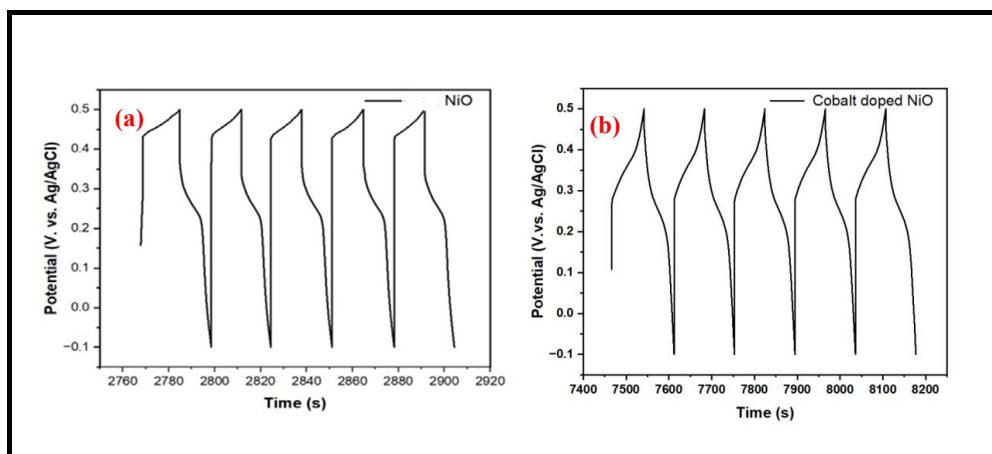 (a)
NiO
0.5
0.4
0.3
0.2
0.1
0.0
−0.1
Potential (V. vs. Ag/AgCl)
2760 2780 2800 2820 2840 2860 2880 2900 2920
Time (s)
(b)
Cobalt doped NiO
0.5
0.4
0.3
0.2
0.1
0.0
-0.1
Potential (V.vs. Ag/AgCl)
7400 7500 7600 7700 7800 7900 8000 8100 8200
Time (s)